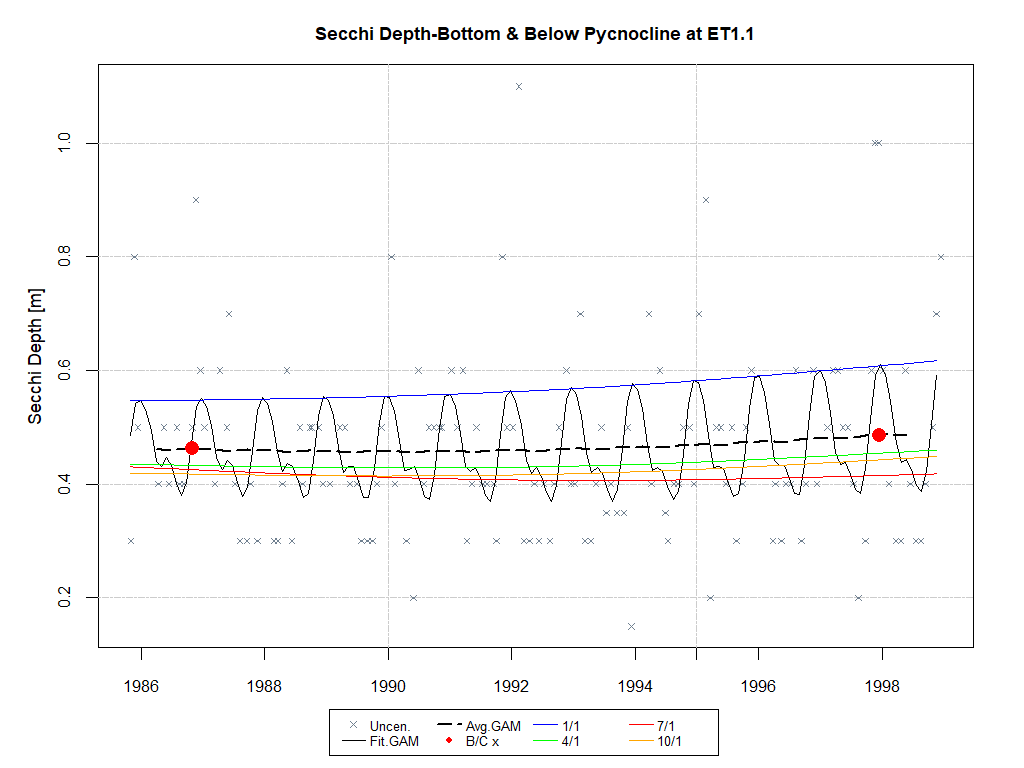 Secchi Depth-Bottom & Below Pycnocline at ET1.1
Secchi Depth [m]
1.0
0.8
0.6
0.4
0.2
1986 1988 1990 1992 1994 1996 1998
Uncen. Avg.GAM 1/1 7/1
Fit.GAM B/C x 4/1 10/1